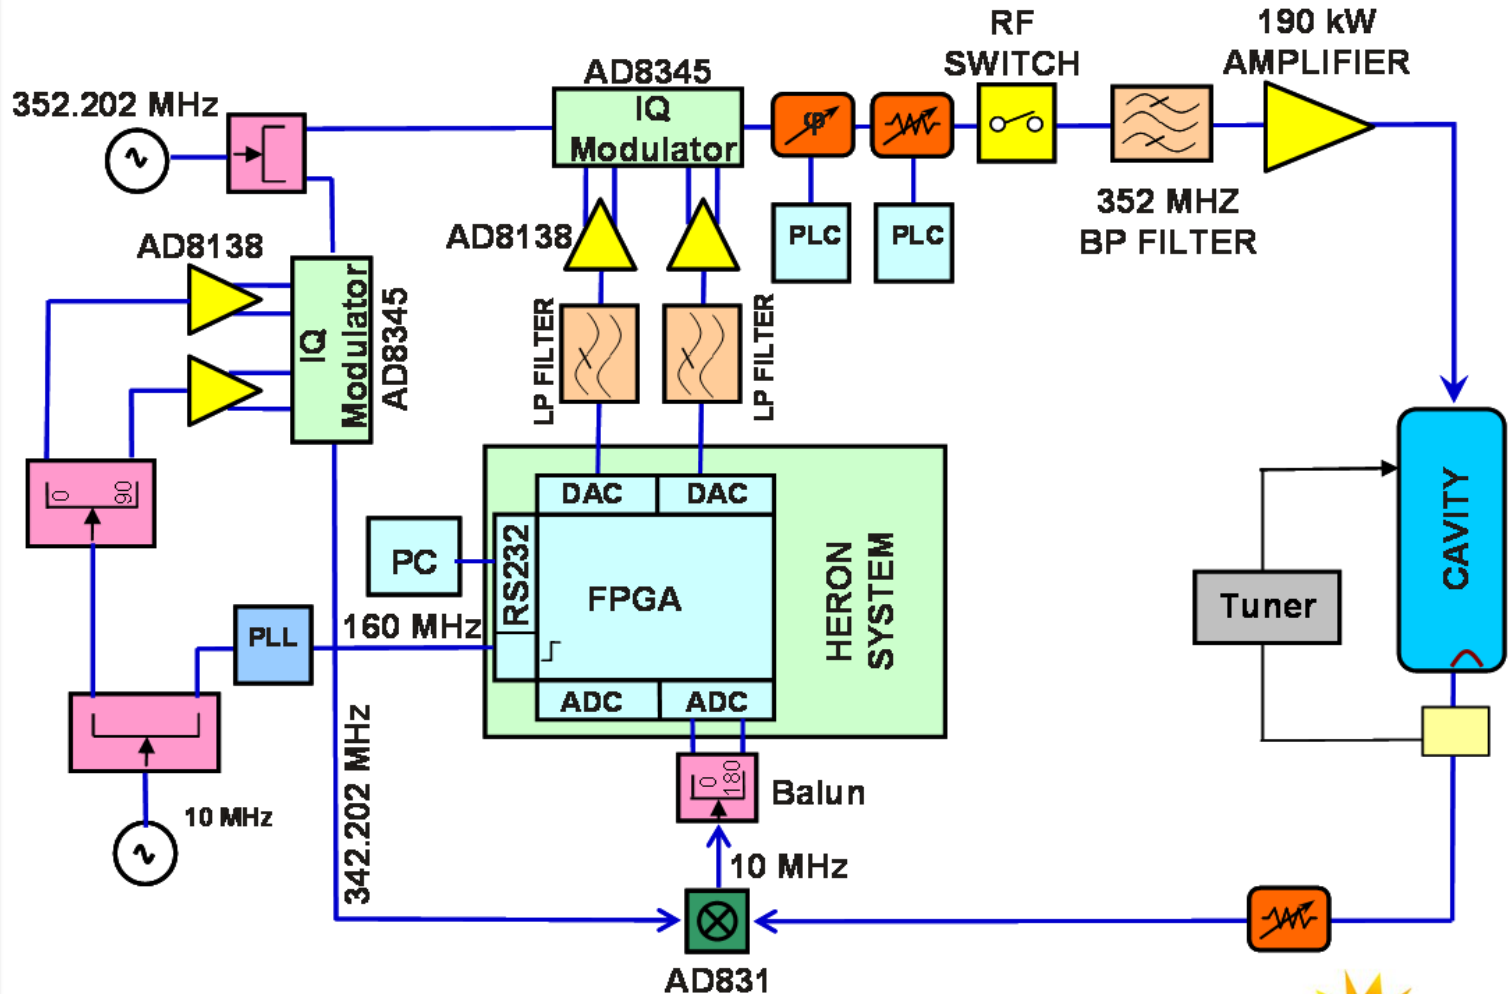 RF
SWITCH
190 kW
AMPLIFIER
352.202 MHz
AD8345
IQ
Modulator
φ
352 MHZ
BP FILTER
PLC
PLC
AD8138
AD8138
IQ
Modulator
AD8345
LP FILTER
LP FILTER
0
90
DAC
DAC
PC
RS232
FPGA
HERON
SYSTEM
CAVITY
Tuner
PLL
160 MHz
ADC
ADC
342.202 MHz
0
180
Balun
10 MHz
10 MHz
AD831